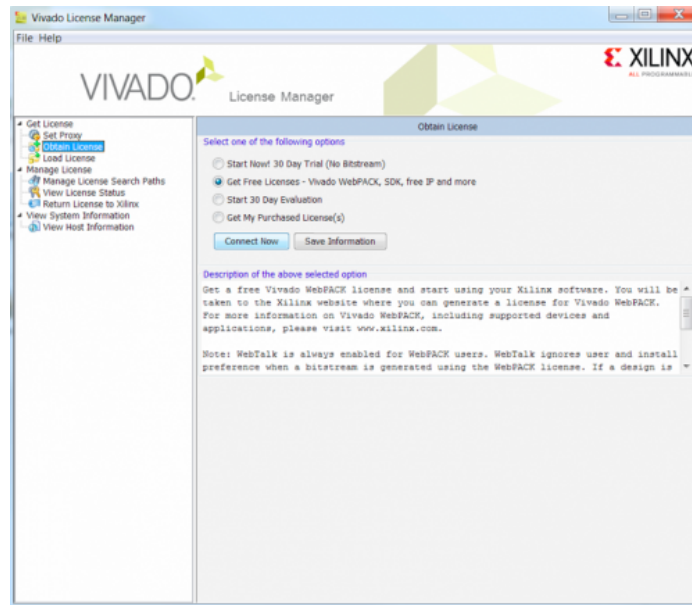 Vivado License Manager
File Help
VIVADO.
License Manager
XILINX
ALL PROGRAMMABLE
Get License
Set Proxy
Obtain License
Load License
Manage License
Manage License Search Paths
View License Status
Return License to Xilinx
View System Information
View Host Information
Obtain License
Select one of the following options
Start Now! 30 Day Trial (No Bitstream)
Get Free Licenses - Vivado WebPACK, SDK, free IP and more
Start 30 Day Evaluation
Get My Purchased License(s)
Connect Now
Save Information
Description of the above selected option
Get a free Vivado WebPACK license and start using your Xilinx software. You will be
taken to the Xilinx website where you can generate a license for Vivado WebPACK.
For more information on Vivado WebPACK, including supported devices and
applications, please visit www.xilinx.com.
Note: WebTalk is always enabled for WebPACK users. WebTalk ignores user and install
preference when a bitstream is generated using the WebPACK license. If a design is